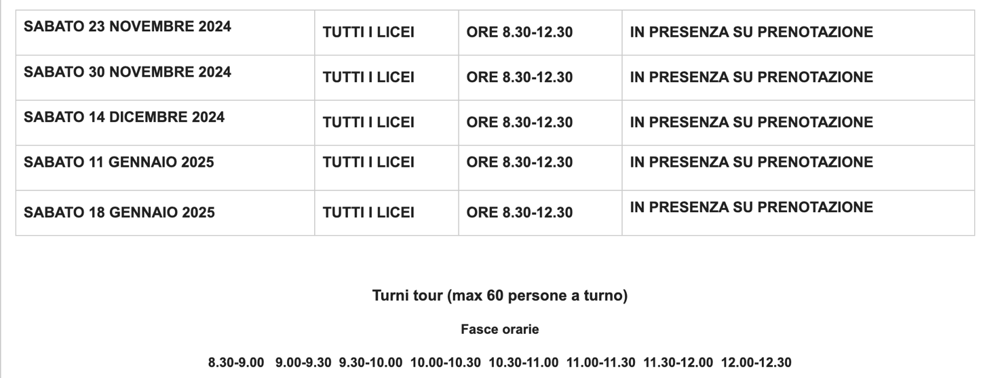 SABATO 23 NOVEMBRE 2024 TUTTI I LICEI ORE 8.30-12.30 IN PRESENZA SU PRENOTAZIONE
SABATO 30 NOVEMBRE 2024 TUTTI I LICEI ORE 8.30-12.30 IN PRESENZA SU PRENOTAZIONE
SABATO 14 DICEMBRE 2024 TUTTI I LICEI ORE 8.30-12.30 IN PRESENZA SU PRENOTAZIONE
SABATO 11 GENNAIO 2025 TUTTI I LICEI ORE 8.30-12.30 IN PRESENZA SU PRENOTAZIONE
SABATO 18 GENNAIO 2025 TUTTI I LICEI ORE 8.30-12.30 IN PRESENZA SU PRENOTAZIONE
Turni tour (max 60 persone a turno)
Fasce orarie
8.30-9.00 9.00-9.30 9.30-10.00 10.00-10.30 10.30-11.00 11.00-11.30 11.30-12.00 12.00-12.30